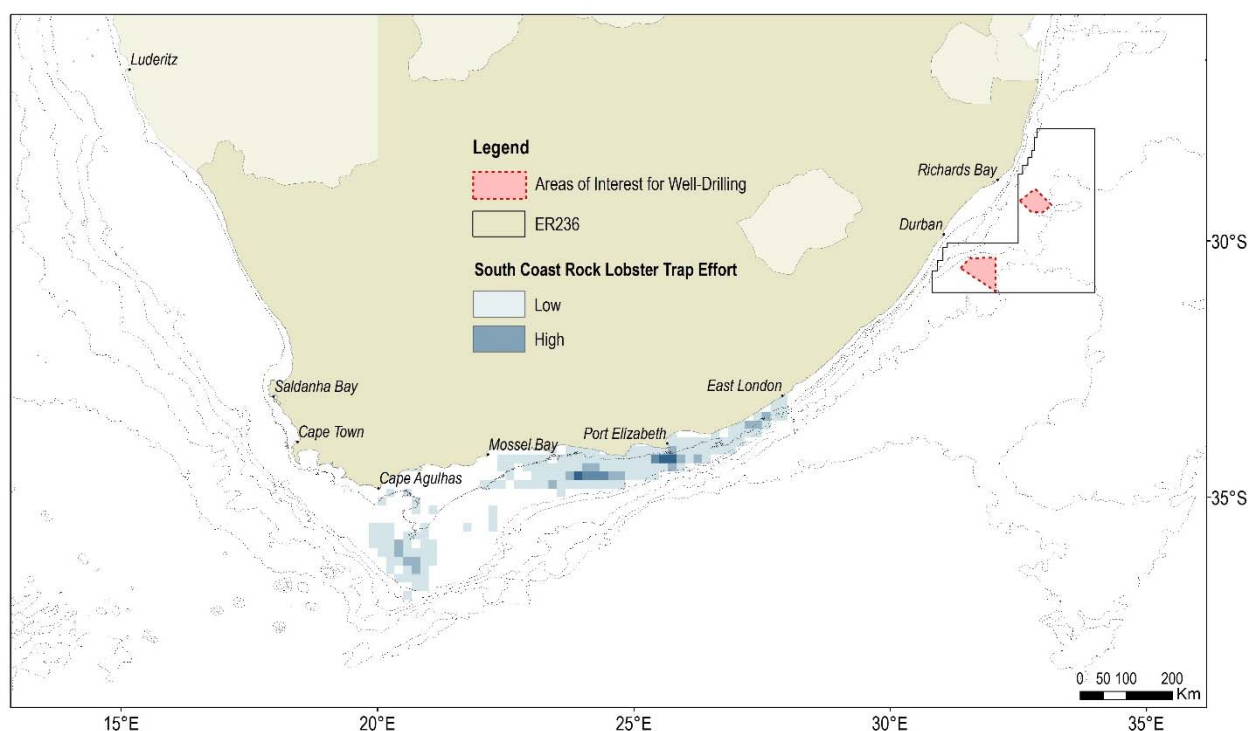 Luderitz
Legend
Areas of Interest for Well-Drilling
ER236
South Coast Rock Lobster Trap Effort
Low
High
Richards Bay
Durban
30°S
East London
Saldanha Bay
Port Elizabeth
Cape Town
Mossel Bay
Cape Agulhas
35°S
0 50 100 200
Km
15°E 20°E 25°E 30°E 35°E